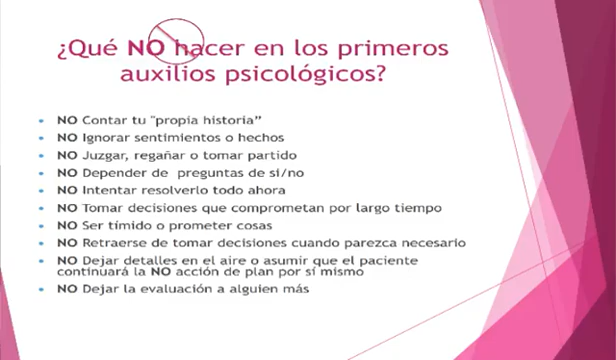 ¿Qué NO hacer en los primeros
auxilios psicológicos?
• NO Contar tu "propia historia”
• NO Ignorar sentimientos o hechos
• NO Juzgar, regañar o tomar partido
• NO Depender de preguntas de si/no
• NO Intentar resolverlo todo ahora
• NO Tomar decisiones que comprometan por largo tiempo
• NO Ser tímido o prometer cosas
• NO Retraerse de tomar decisiones cuando parezca necesario
• NO Dejar detalles en el aire o asumir que el paciente
continuará la NO acción de plan por sí mismo
• NO Dejar la evaluación a alguien más